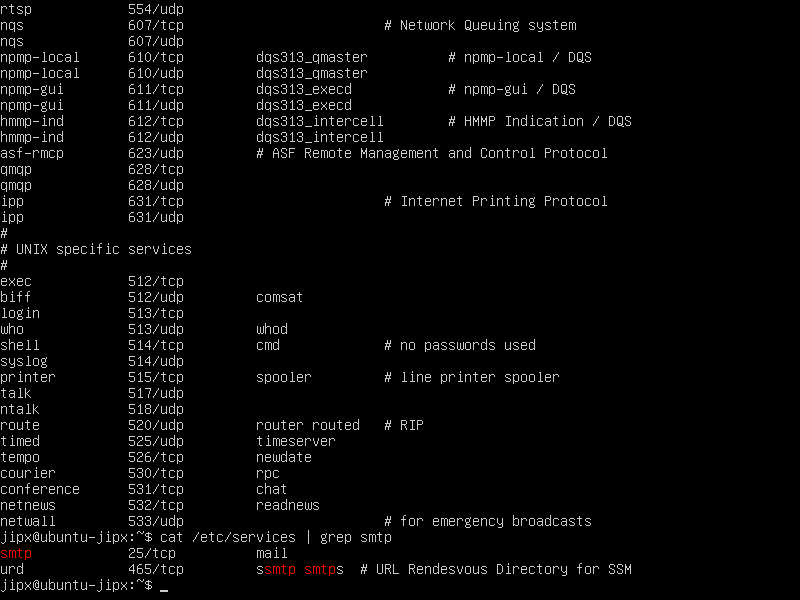 rtsp            554/udp
nqs             607/tcp                         # Network Queuing system
nqs             607/udp
npmp-local      610/tcp         dqs313_qmaster          # npmp-local / DQS
npmp-local      610/udp         dqs313_qmaster
npmp-gui        611/tcp         dqs313_execd            # npmp-gui / DQS
npmp-gui        611/udp         dqs313_execd
hmmp-ind        612/tcp         dqs313_intercell        # HMMP Indication / DQS
hmmp-ind        612/udp         dqs313_intercell
asf-rmcp        623/udp         # ASF Remote Management and Control Protocol
qmqp            628/tcp
qmqp            628/udp
ipp             631/tcp                         # Internet Printing Protocol
ipp             631/udp
#
# UNIX specific services
#
exec            512/tcp
biff            512/udp         comsat
login           513/tcp
who             513/udp         whod
shell           514/tcp         cmd             # no passwords used
syslog          514/udp
printer         515/tcp         spooler         # line printer spooler
talk            517/udp
ntalk           518/udp
route           520/udp         router routed   # RIP
timed           525/udp         timeserver
tempo           526/tcp         newdate
courier         530/tcp         rpc
conference      531/tcp         chat
netnews         532/tcp         readnews
netwall         533/udp                         # for emergency broadcasts
jipx@ubuntu-jipx:~$ cat /etc/services | grep smtp
smtp            25/tcp          mail
urd             465/tcp         ssmtp smtps  # URL Rendesvous Directory for SSM
jipx@ubuntu-jipx:~$ _